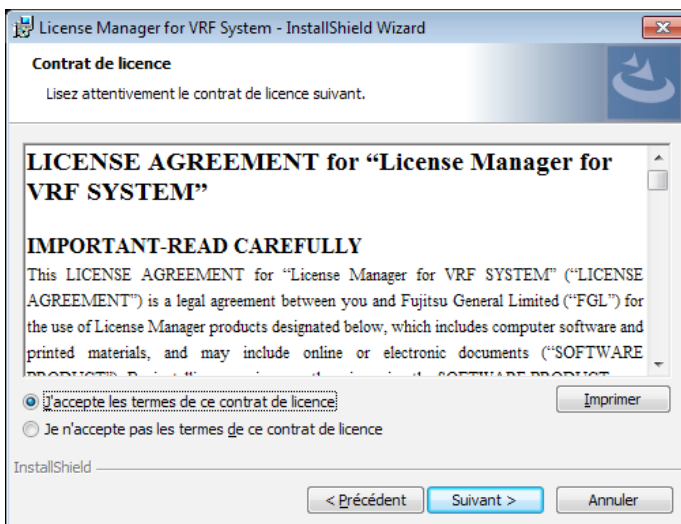 License Manager for VRF System - InstallShield Wizard
Contrat de licence
Lisez attentivement le contrat de licence suivant.
LICENSE AGREEMENT for “License Manager for
VRF SYSTEM”
IMPORTANT-READ CAREFULLY
This LICENSE AGREEMENT for “License Manager for VRF SYSTEM” (“LICENSE
AGREEMENT”) is a legal agreement between you and Fujitsu General Limited (“FGL”) for
the use of License Manager products designated below, which includes computer software and
printed materials, and may include online or electronic documents (“SOFTWARE
J'accepte les termes de ce contrat de licence
Imprimer
Je n'accepte pas les termes de ce contrat de licence
InstallShield
< Précédent
Suivant >
Annuler